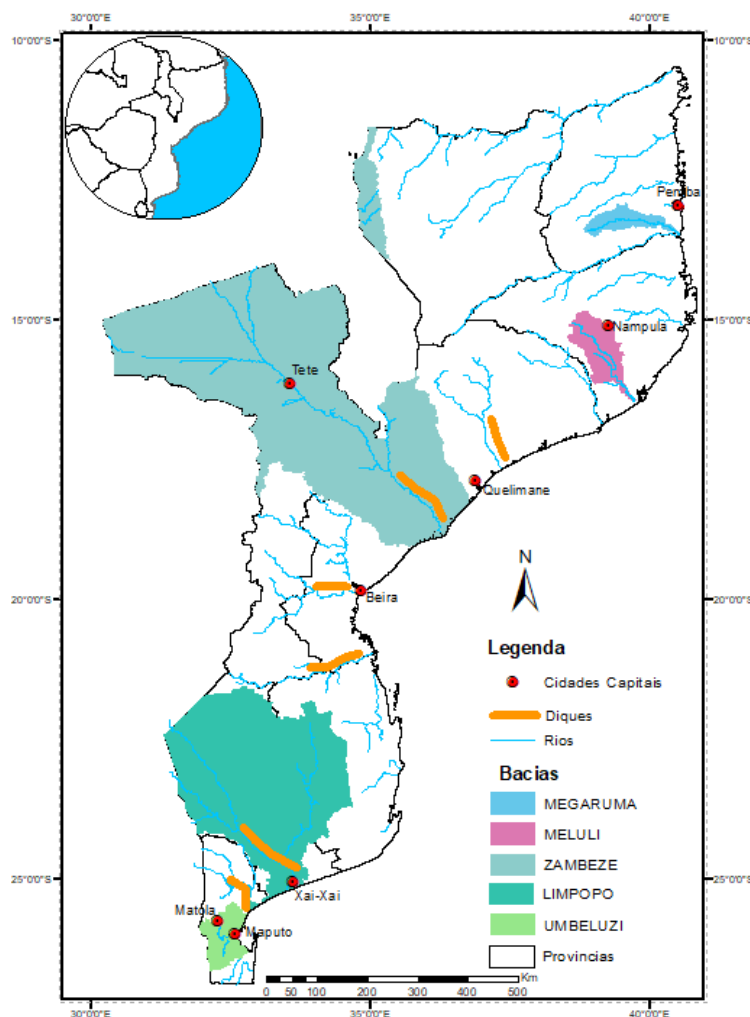 30°0'0"E 35°0'0"E 40°0'0"E
10°0'0"S 10°0'0"S
Pemba
15°0'0"S 15°0'0"S
Nampula
Tete
Quelimane
N
20°0'0"S 20°0'0"S
Beira
Legenda
Cidades Capitais
Diques
Rios
Bacias
MEGARUMA
MELULI
ZAMBEZE
25°0'0"S 25°0'0"S
LIMPOPO
Xai-Xai
Matola
UMBELUZI
Maputo
Provincias
Km
0 50 100 200 300 400 500
30°0'0"E 35°0'0"E 40°0'0"E